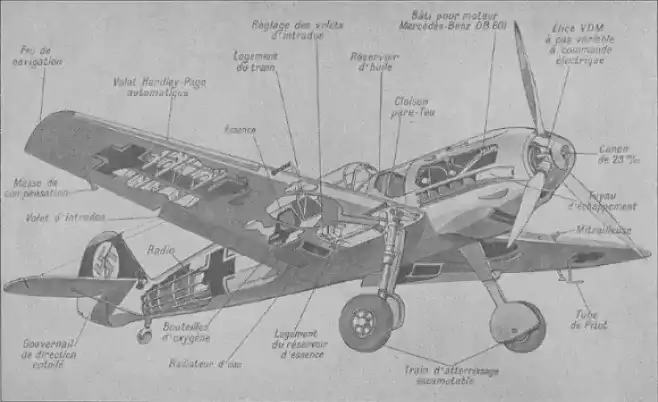 Feu de
navigation
Volet Handley-Page
automatique
Logement
du train
Réglage des volets
d'intrados
Réservoir
d'huile
Bâti pour moteur
Mercédès-Benz DB.601
Hélice VDM
à pas variable
à commande
électrique
Cloison
pare-feu
Essence
Canon
de 23 m/m
Masse de
compensation
Tuyau
d'échappement
Volet d'intrados
Mitrailleuse
Radio
Gouvernail
de direction
entoilé
Bouteilles
d'oxygène
Radiateur d'eau
Logement
du réservoir
d'essence
Train d'atterrissage
escamotable
Tube
de Pitot